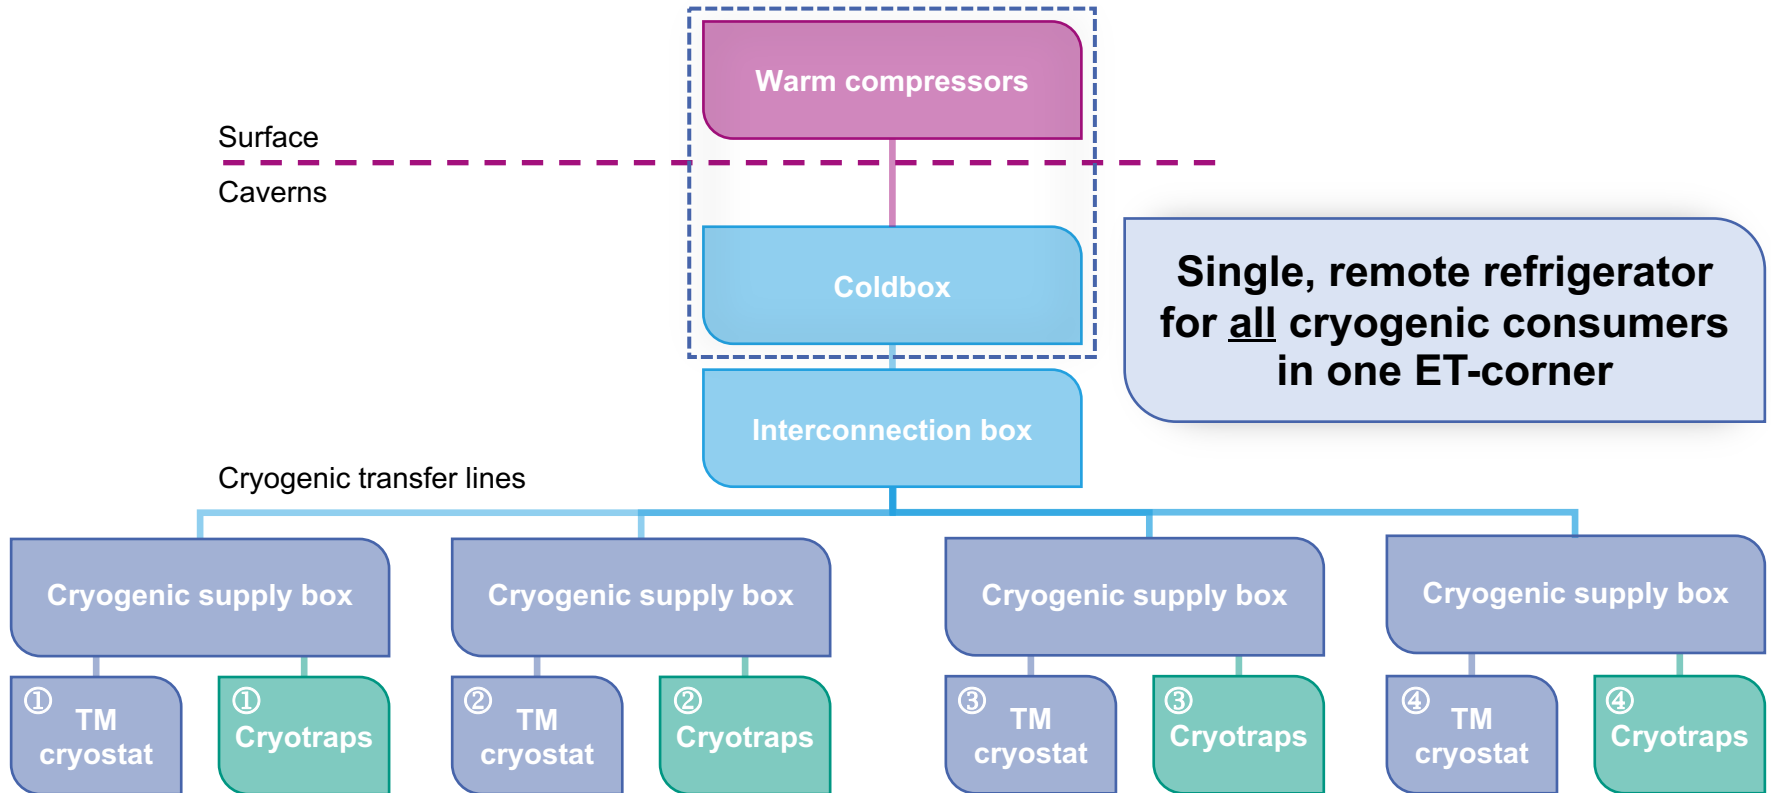 Warm compressors
Surface
Caverns
Coldbox
Single, remote refrigerator
for all cryogenic consumers
in one ET-corner
Interconnection box
Cryogenic transfer lines
Cryogenic supply box
Cryogenic supply box
Cryogenic supply box
Cryogenic supply box
① TM
cryostat
①
Cryotraps
② TM
cryostat
②
Cryotraps
③ TM
cryostat
③
Cryotraps
④ TM
cryostat
④
Cryotraps